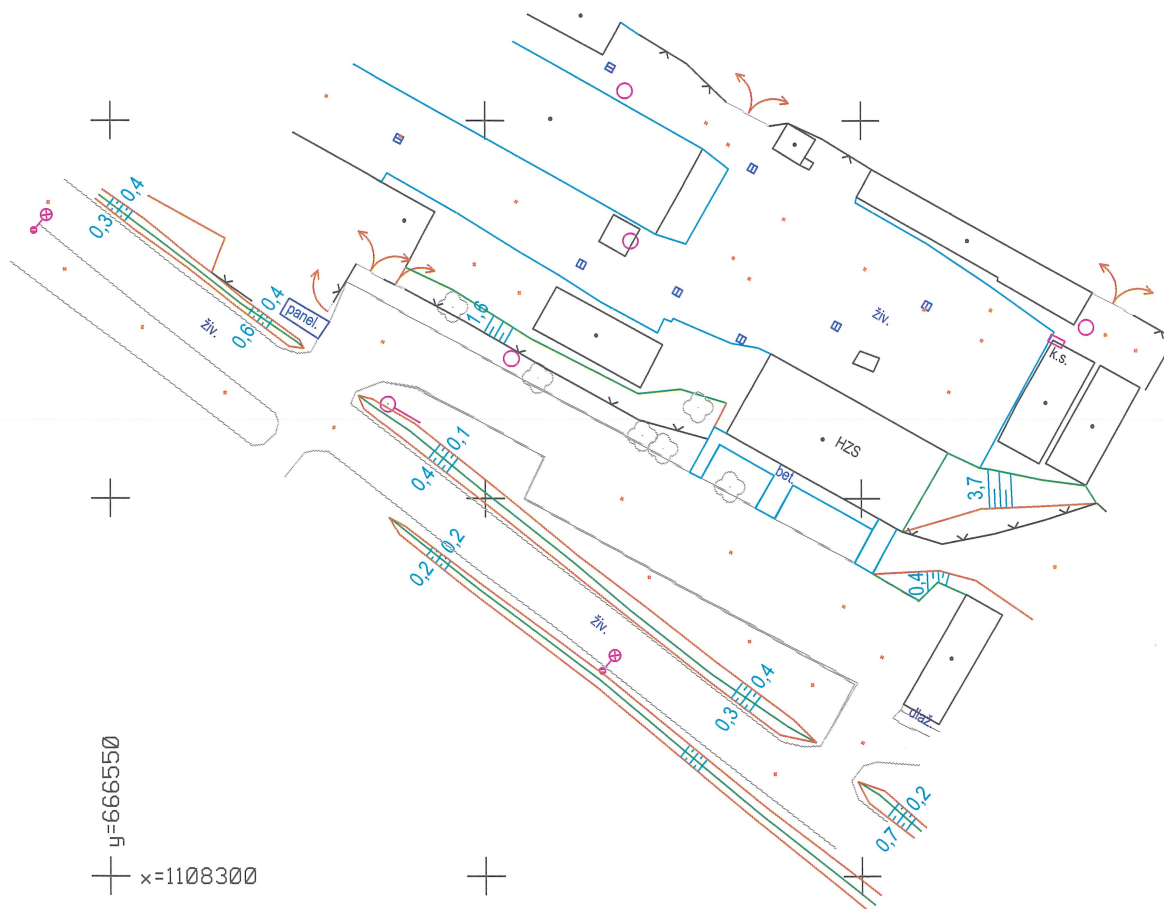 0,4
0,3
0,4
0,6
panel.
živ.
1,6
živ.
k.s.
HZS
bet.
3,7
0,1
0,4
0,2
0,2
0,4
živ.
0,4
0,3
dlaž.
0,2
0,7
y=666550
x=1108300